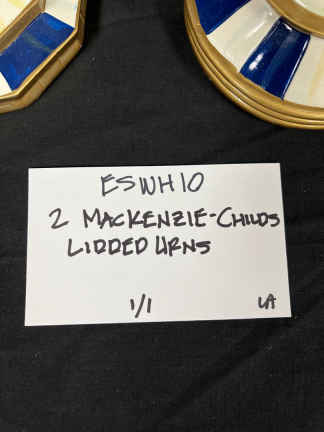 ESWH10
2 MACKENZIE-CHILDS
LIDDED URNS
1/1 LA